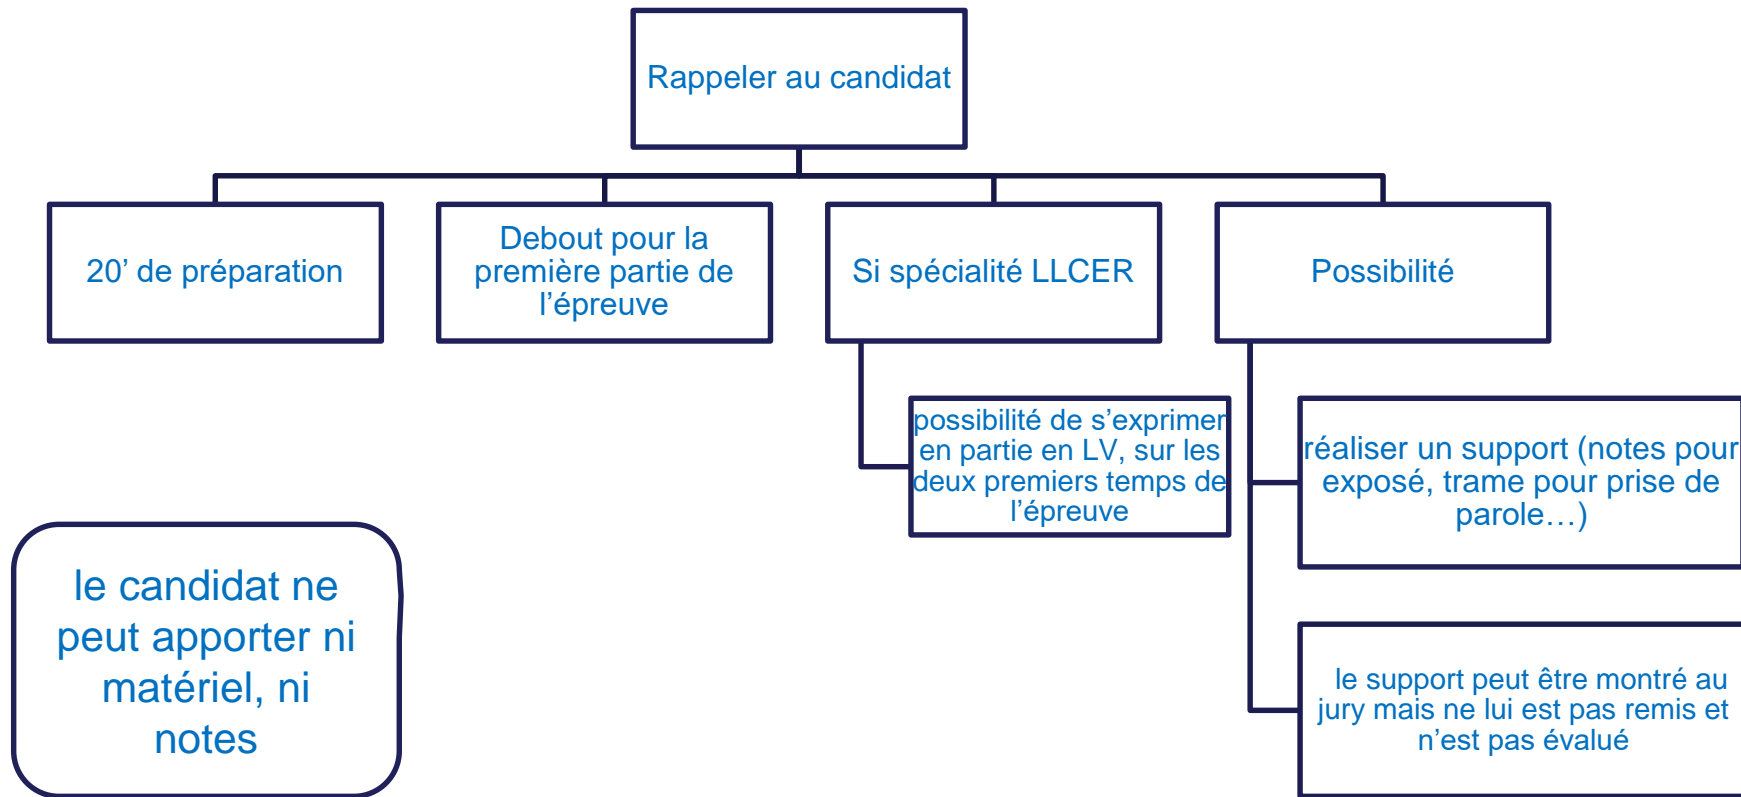 Rappeler au candidat
20’ de préparation
Debout pour la
première partie de
l’épreuve
Si spécialité LLCER
Possibilité
possibilité de s’exprimer
en partie en LV, sur les
deux premiers temps de
l’épreuve
réaliser un support (notes pour
exposé, trame pour prise de
parole…)
le support peut être montré au
jury mais ne lui est pas remis et
n’est pas évalué
le candidat ne
peut apporter ni
matériel, ni
notes